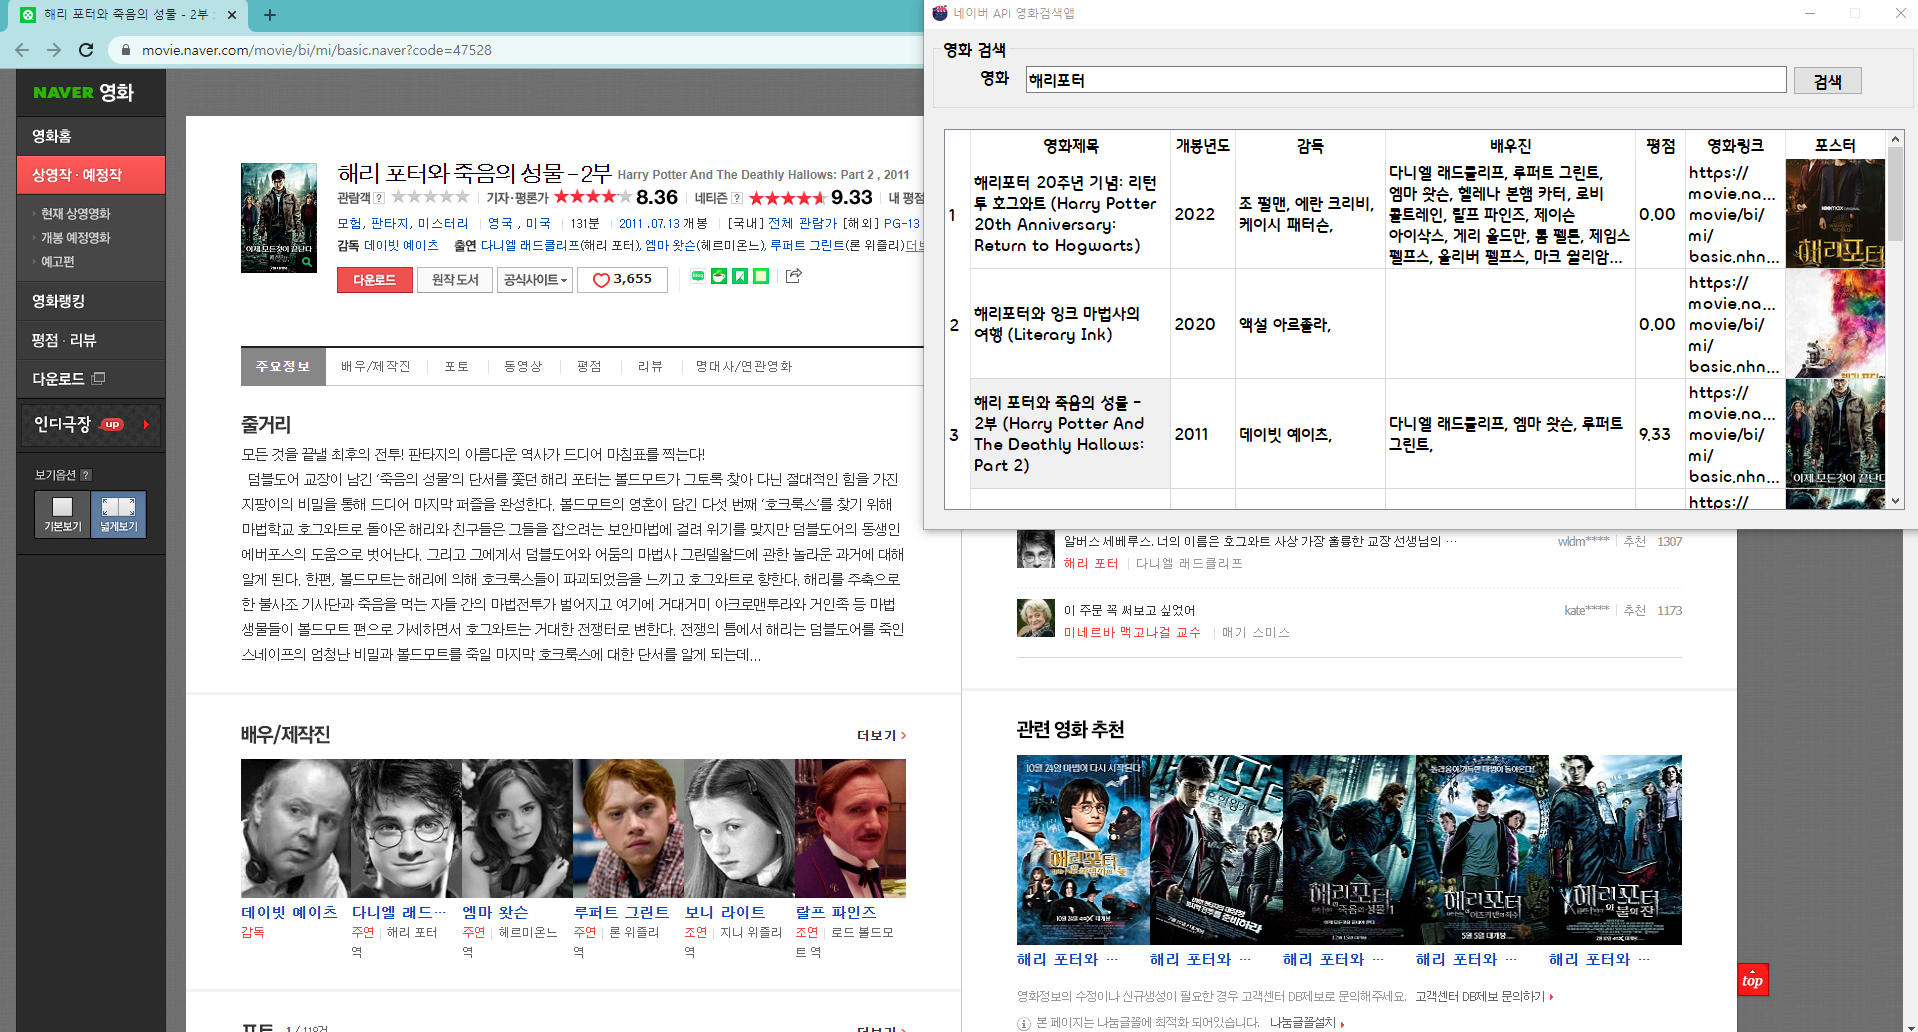 해리 포터와 죽음의 성물 - 2부 :
movie.naver.com/movie/bi/mi/basic.naver?code=47528
NAVER 영화
영화홈
상영작 · 예정작
현재 상영영화
개봉 예정영화
예고편
영화랭킹
평점 · 리뷰
다운로드
인디극장 up
보기옵션 ?
기본보기 넓게보기
해리 포터와 죽음의 성물 - 2부 Harry Potter And The Deathly Hallows: Part 2 , 2011
관람객 ? 기자·평론가 8.36 네티즌 ? 9.33 내 평점
모험, 판타지, 미스터리 영국 , 미국 131분 2011 .07.13 개봉 [국내] 전체 관람가 [해외] PG-13
감독 데이빗 예이츠 출연 다니엘 래드클리프(해리 포터), 엠마 왓슨(헤르미온느), 루퍼트 그린트(론 위즐리)더보
다운로드 원작 도서 공식사이트 3,655
이제 모든 것이 끝난다
주요정보 배우/제작진 포토 동영상 평점 리뷰 명대사/연관영화
줄거리
모든 것을 끝낼 최후의 전투! 판타지의 아름다운 역사가 드디어 마침표를 찍는다!
덤블도어 교장이 남긴 ‘죽음의 성물’의 단서를 쫓던 해리 포터는 볼드모트가 그토록 찾아 다닌 절대적인 힘을 가진
지팡이의 비밀을 통해 드디어 마지막 퍼즐을 완성한다. 볼드모트의 영혼이 담긴 다섯 번째 ‘호크룩스’를 찾기 위해
마법학교 호그와트로 돌아온 해리와 친구들은 그들을 잡으려는 보안마법에 걸려 위기를 맞지만 덤블도어의 동생인
에버포스의 도움으로 벗어난다. 그리고 그에게서 덤블도어와 어둠의 마법사 그린델왈드에 관한 놀라운 과거에 대해
알게 된다. 한편, 볼드모트는 해리에 의해 호크룩스들이 파괴되었음을 느끼고 호그와트로 향한다. 해리를 주축으로
한 불사조 기사단과 죽음을 먹는 자들 간의 마법전투가 벌어지고 여기에 거대거미 아크로맨투라와 거인족 등 마법
생물들이 볼드모트 편으로 가세하면서 호그와트는 거대한 전쟁터로 변한다. 전쟁의 틈에서 해리는 덤블도어를 죽인
스네이프의 엄청난 비밀과 볼드모트를 죽일 마지막 호크룩스에 대한 단서를 알게 되는데...
배우/제작진 더보기
데이빗 예이츠 다니엘 래드… 엠마 왓슨 루퍼트 그린트 보니 라이트 랄프 파인즈
감독 주연 해리 포터 주연 헤르미온느 주연 론 위즐리 조연 지니 위즐리 조연 로드 볼드모
역 역 역 역 트 역
포토 1 / 119건 더보기
네이버 API 영화검색앱
영화 검색
영화 해리포터 검색
영화제목 개봉년도 감독 배우진 평점 영화링크 포스터
1
해리포터 20주년 기념: 리턴
투 호그와트 (Harry Potter
20th Anniversary:
Return to Hogwarts)
2022
조 펄맨, 에란 크리비,
케이시 패터슨,
다니엘 래드클리프, 루퍼트 그린트,
엠마 왓슨, 헬레나 본햄 카터, 로비
콜트레인, 랄프 파인즈, 제이슨
아이삭스, 게리 올드만, 톰 펠튼, 제임스
펠프스, 올리버 펠프스, 마크 윌리암...
0.00
https://
movie.na...
movie/bi/
mi/
basic.nhn...
해리포터
2
해리포터와 잉크 마법사의
여행 (Literary Ink)
2020
액설 아르졸라,
0.00
https://
movie.na...
movie/bi/
mi/
basic.nhn...
3
해리 포터와 죽음의 성물 -
2부 (Harry Potter And
The Deathly Hallows:
Part 2)
2011
데이빗 예이츠,
다니엘 래드클리프, 엠마 왓슨, 루퍼트
그린트,
9.33
https://
movie.na...
movie/bi/
mi/
basic.nhn...
이제 모든것이 끝난다
https://
알버스 세베루스. 너의 이름은 호그와트 사상 가장 훌륭한 교장 선생님의 … wldm**** 추천 1307
해리 포터 다니엘 래드클리프
이 주문 꼭 써보고 싶었어 kate**** 추천 1173
미네르바 맥고나걸 교수 매기 스미스
관련 영화 추천
10월 24일 마법이 다시 시작된다
해리포터
해리 포터와 … 해리 포터와 … 해리 포터와 … 해리 포터와 … 해리 포터와 …
영화정보의 수정이나 신규생성이 필요한 경우 고객센터 DB제보로 문의해주세요. 고객센터 DB제보 문의하기
본 페이지는 나눔글꼴에 최적화 되어있습니다. 나눔글꼴설치
top